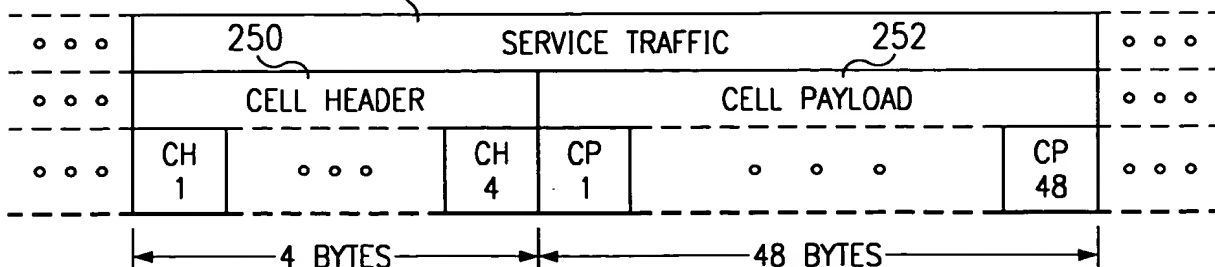 250 SERVICE TRAFFIC 252
CELL HEADER CELL PAYLOAD
CH 1 CH 4 CP 1 CP 48
4 BYTES 48 BYTES